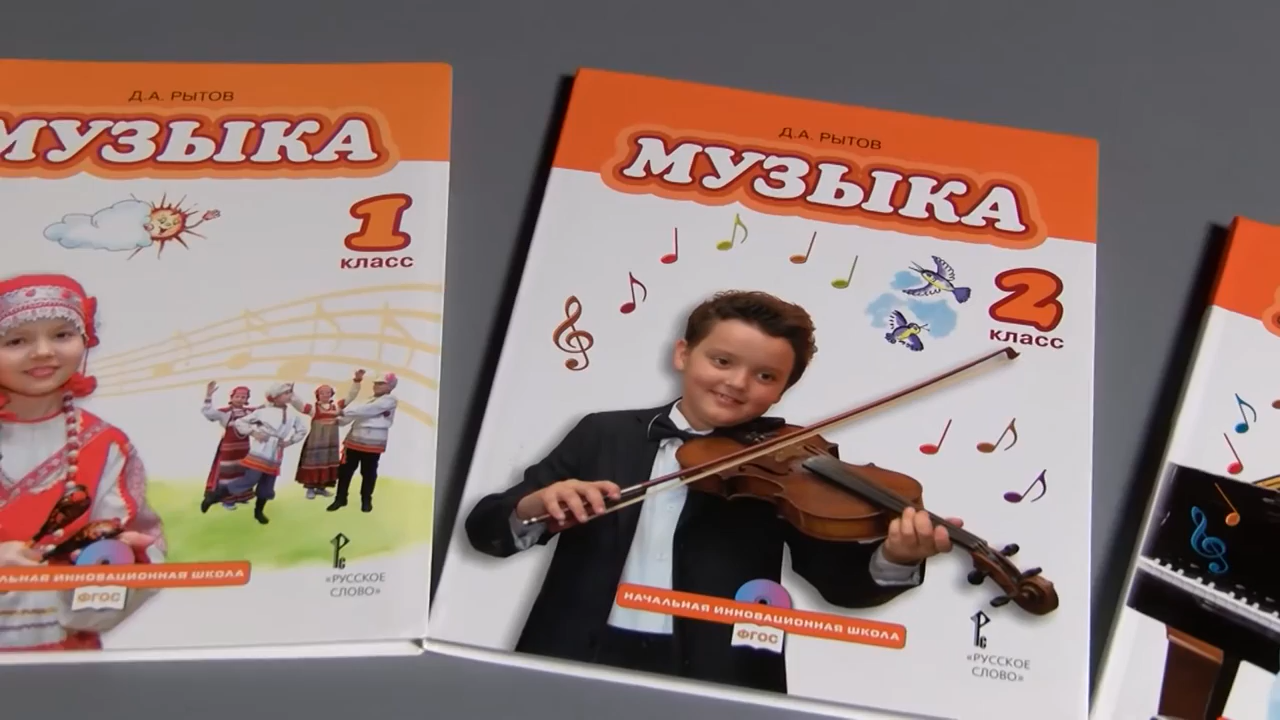 Д.А. РЫТОВ
МУЗЫКА
1
класс
ЛЬНАЯ ИННОВАЦИОННАЯ ШКОЛА
ФГОС
«РУССКОЕ
СЛОВО»
Д.А. РЫТОВ
МУЗЫКА
2
класс
НАЧАЛЬНАЯ ИННОВАЦИОННАЯ ШКОЛА
ФГОС
«РУССКОЕ
СЛОВО»